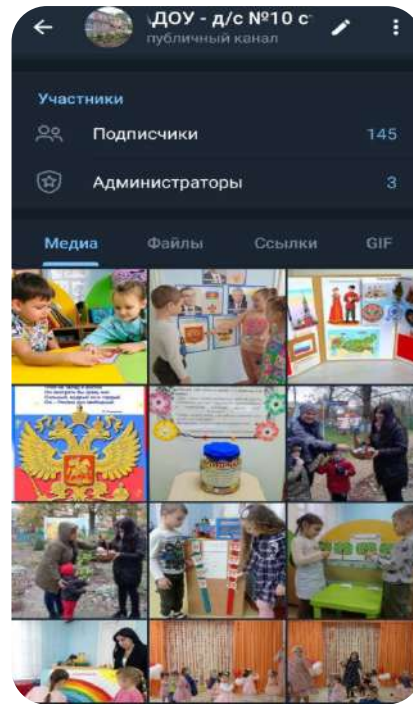 ДОУ - д/с №10 с
публичный канал
Участники
Подписчики 145
Администраторы 3
Медиа Файлы Ссылки GIF